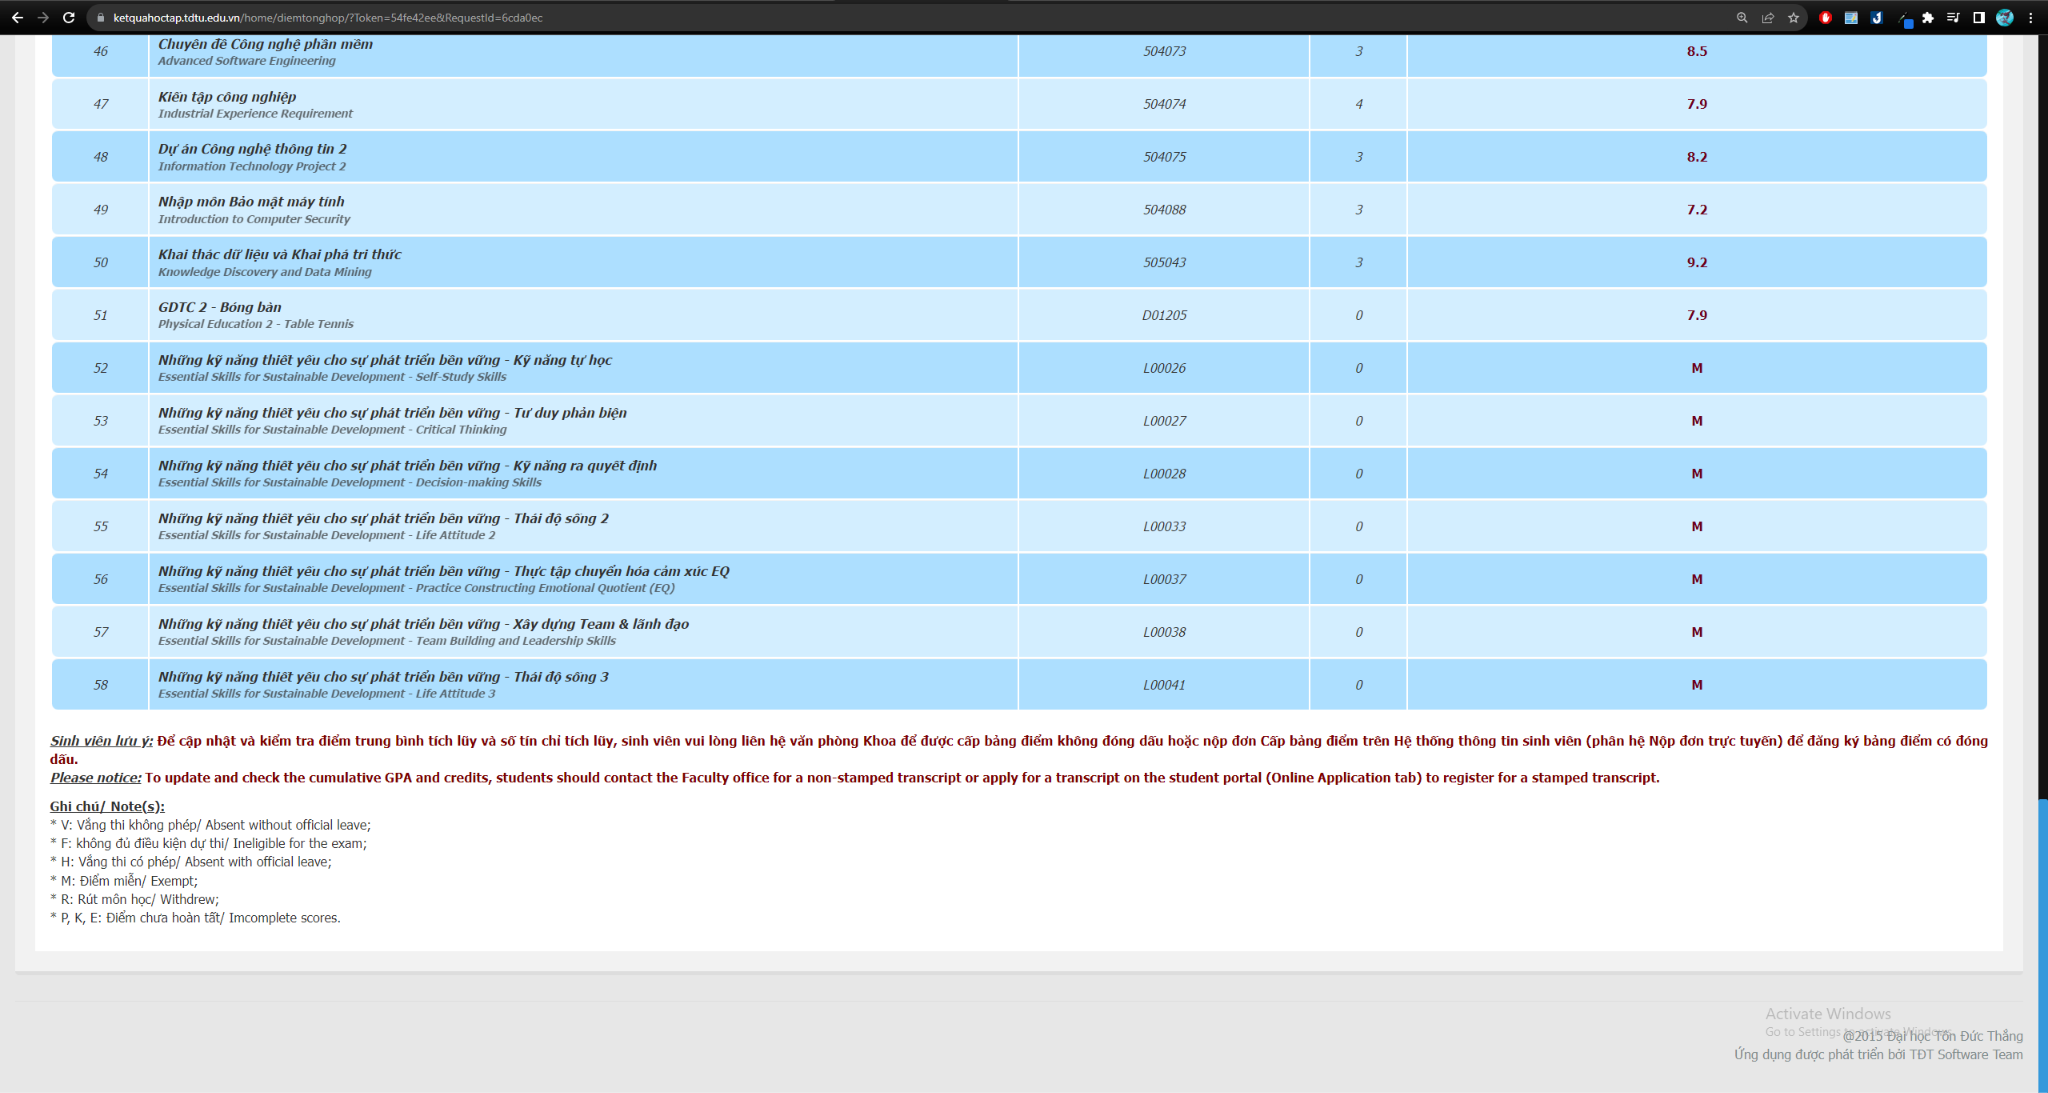 ketquahoctap.tdtu.edu.vn/home/diemtonghop/?Token=54fe42ee&RequestId=6cda0ec
46 Chuyên đề Công nghệ phần mềm 504073 3 8.5
Advanced Software Engineering
47 Kiến tập công nghiệp 504074 4 7.9
Industrial Experience Requirement
48 Dự án Công nghệ thông tin 2 504075 3 8.2
Information Technology Project 2
49 Nhập môn Bảo mật máy tính 504088 3 7.2
Introduction to Computer Security
50 Khai thác dữ liệu và Khai phá tri thức 505043 3 9.2
Knowledge Discovery and Data Mining
51 GDTC 2 - Bóng bàn D01205 0 7.9
Physical Education 2 - Table Tennis
52 Những kỹ năng thiết yếu cho sự phát triển bền vững - Kỹ năng tự học L00026 0 M
Essential Skills for Sustainable Development - Self-Study Skills
53 Những kỹ năng thiết yếu cho sự phát triển bền vững - Tư duy phản biện L00027 0 M
Essential Skills for Sustainable Development - Critical Thinking
54 Những kỹ năng thiết yếu cho sự phát triển bền vững - Kỹ năng ra quyết định L00028 0 M
Essential Skills for Sustainable Development - Decision-making Skills
55 Những kỹ năng thiết yếu cho sự phát triển bền vững - Thái độ sống 2 L00033 0 M
Essential Skills for Sustainable Development - Life Attitude 2
56 Những kỹ năng thiết yếu cho sự phát triển bền vững - Thực tập chuyển hóa cảm xúc EQ L00037 0 M
Essential Skills for Sustainable Development - Practice Constructing Emotional Quotient (EQ)
57 Những kỹ năng thiết yếu cho sự phát triển bền vững - Xây dựng Team & lãnh đạo L00038 0 M
Essential Skills for Sustainable Development - Team Building and Leadership Skills
58 Những kỹ năng thiết yếu cho sự phát triển bền vững - Thái độ sống 3 L00041 0 M
Essential Skills for Sustainable Development - Life Attitude 3
Sinh viên lưu ý: Để cập nhật và kiểm tra điểm trung bình tích lũy và số tín chỉ tích lũy, sinh viên vui lòng liên hệ văn phòng Khoa để được cấp bảng điểm không đóng dấu hoặc nộp đơn Cấp bảng điểm trên Hệ thống thông tin sinh viên (phân hệ Nộp đơn trực tuyến) để đăng ký bảng điểm có đóng
dấu.
Please notice: To update and check the cumulative GPA and credits, students should contact the Faculty office for a non-stamped transcript or apply for a transcript on the student portal (Online Application tab) to register for a stamped transcript.
Ghi chú/ Note(s):
* V: Vắng thi không phép/ Absent without official leave;
* F: không đủ điều kiện dự thi/ Ineligible for the exam;
* H: Vắng thi có phép/ Absent with official leave;
* M: Điểm miễn/ Exempt;
* R: Rút môn học/ Withdrew;
* P, K, E: Điểm chưa hoàn tất/ Imcomplete scores.
Activate Windows
Go to Settings to activate Windows.
@2015 Đại học Tôn Đức Thắng
Ứng dụng được phát triển bởi TĐT Software Team